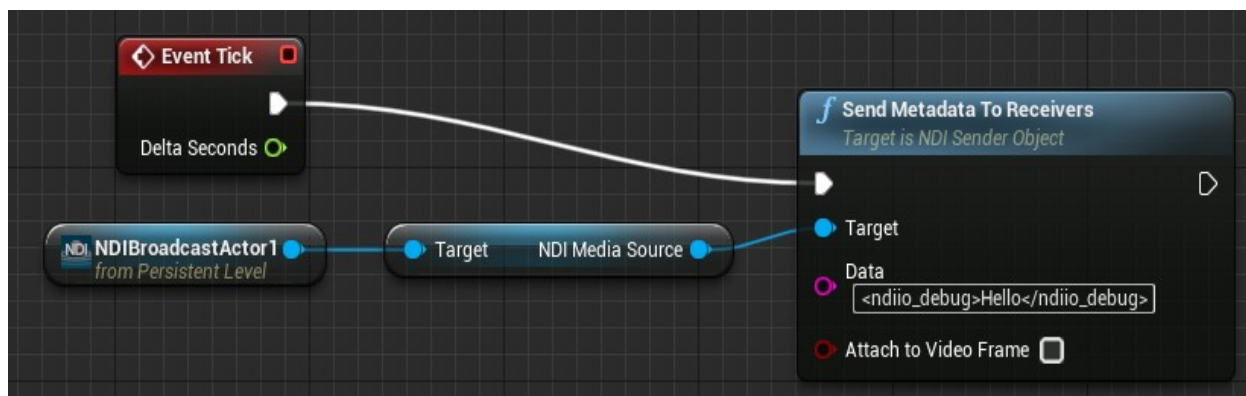 Event Tick
Delta Seconds
Send Metadata To Receivers
Target is NDI Sender Object
NDI NDIBroadcastActor1
from Persistent Level
Target NDI Media Source
Target
Data
<ndiio_debug>Hello</ndiio_debug>
Attach to Video Frame